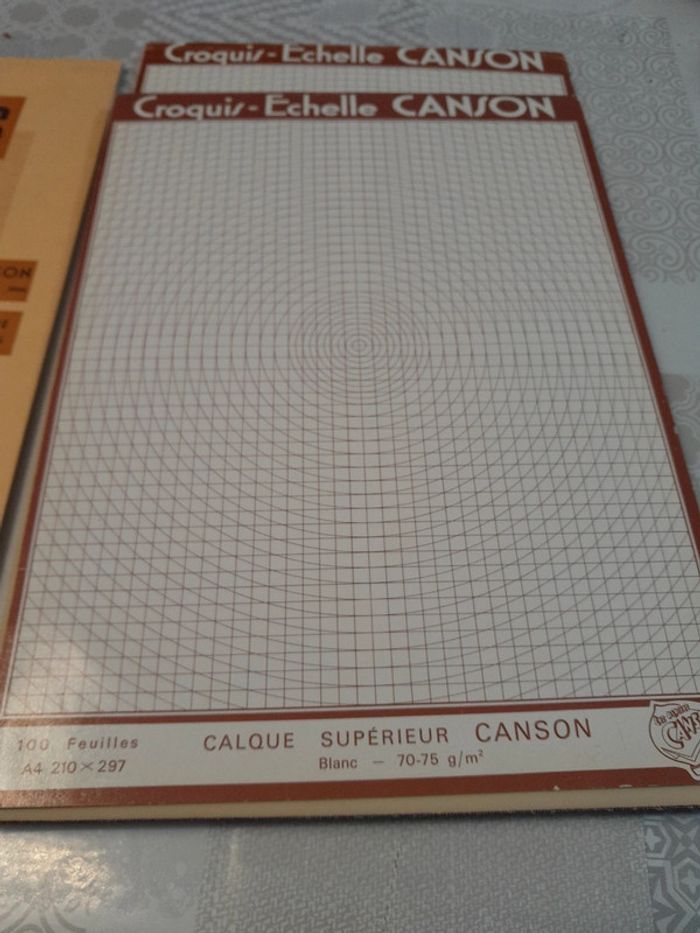 Croquis-Echelle CANSON
Croquis-Echelle CANSON
100 Feuilles
A4 210 × 297
CALQUE SUPÉRIEUR CANSON
Blanc — 70-75 g/m²